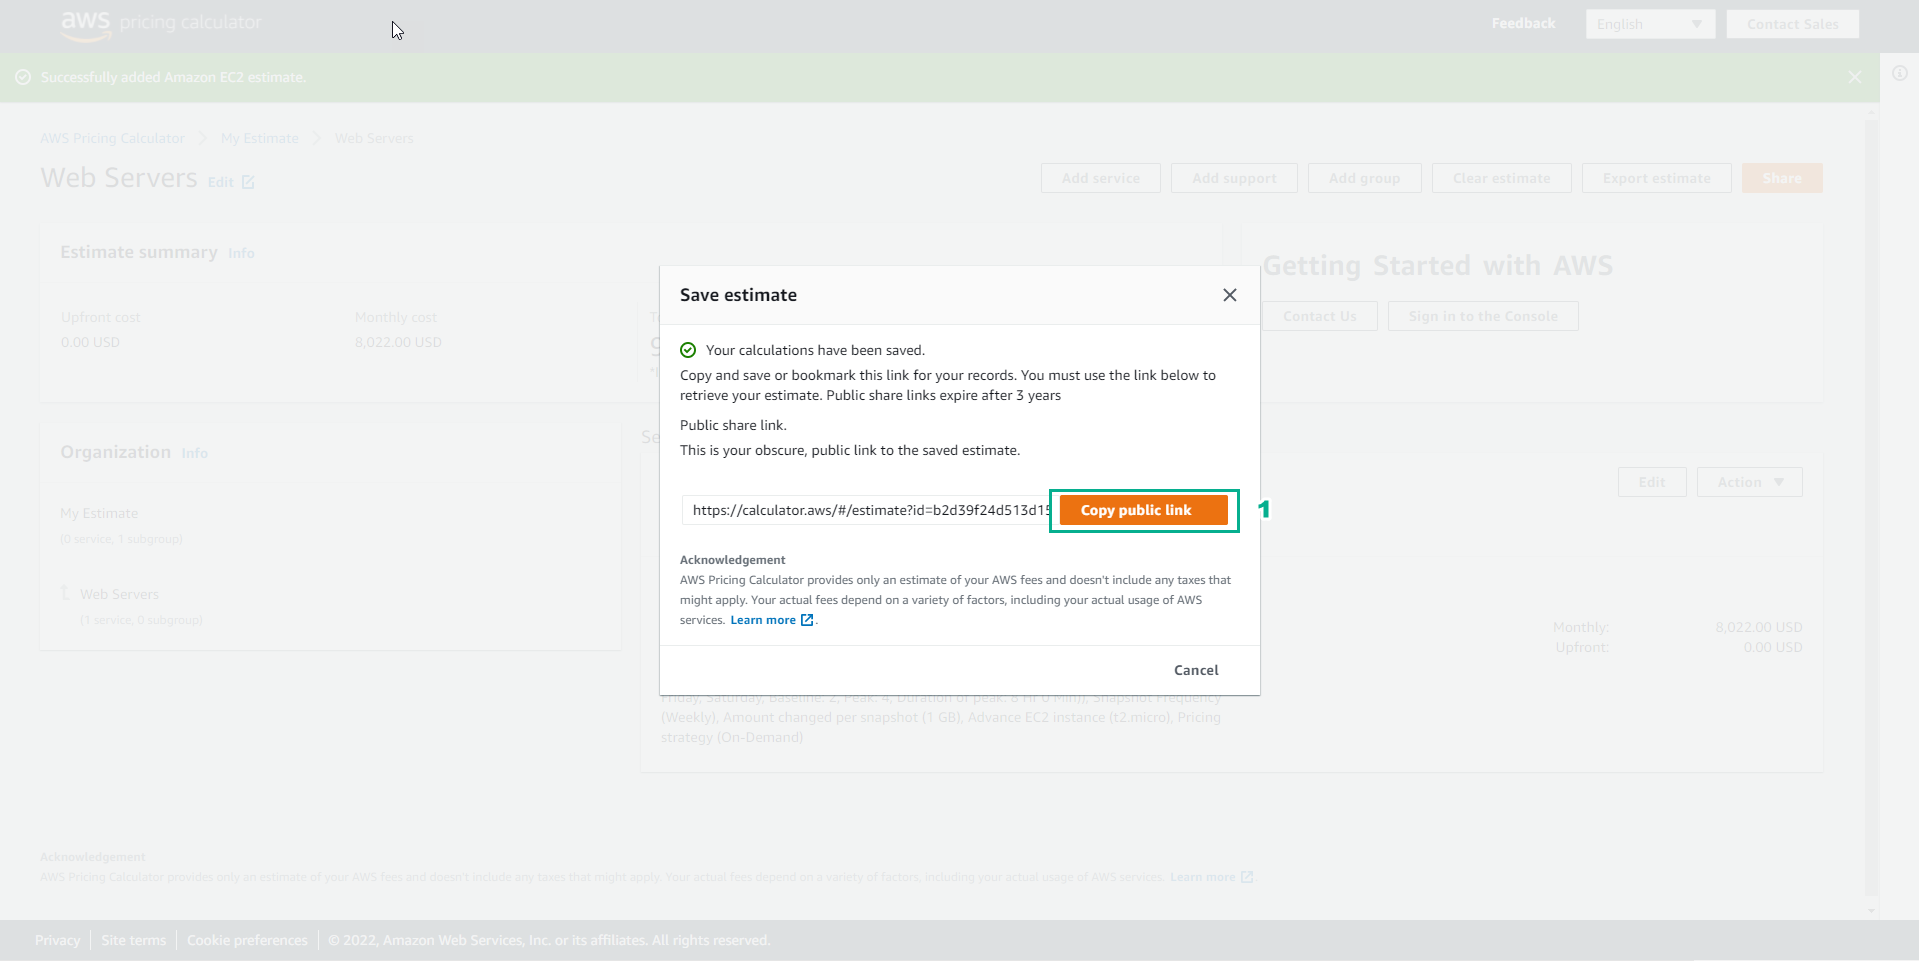 aws pricing calculator
Feedback
English
Contact Sales
Successfully added Amazon EC2 estimate.
AWS Pricing Calculator
My Estimate
Web Servers
Web Servers
Edit
Add service
Add support
Add group
Clear estimate
Export estimate
Share
Estimate summary
Info
Upfront cost
0.00 USD
Monthly cost
8,022.00 USD
Getting Started with AWS
Contact Us
Sign in to the Console
Save estimate
Your calculations have been saved.
Copy and save or bookmark this link for your records. You must use the link below to
retrieve your estimate. Public share links expire after 3 years
Public share link.
This is your obscure, public link to the saved estimate.
https://calculator.aws/#/estimate?id=b2d39f24d513d15
Copy public link
1
Acknowledgement
AWS Pricing Calculator provides only an estimate of your AWS fees and doesn't include any taxes that
might apply. Your actual fees depend on a variety of factors, including your actual usage of AWS
services. Learn more .
Cancel
Organization
Info
My Estimate
(0 service, 1 subgroup)
Web Servers
(1 service, 0 subgroup)
Edit
Action
Monthly: 8,022.00 USD
Upfront: 0.00 USD
Friday, Saturday, Baseline: 2, Peak: 4, Duration of peak: 8 Hr 0 Min)), Snapshot Frequency
(Weekly), Amount changed per snapshot (1 GB), Advance EC2 instance (t2.micro), Pricing
strategy (On-Demand)
Acknowledgement
AWS Pricing Calculator provides only an estimate of your AWS fees and doesn't include any taxes that might apply. Your actual fees depend on a variety of factors, including your actual usage of AWS services. Learn more .
Privacy
Site terms
Cookie preferences
© 2022, Amazon Web Services, Inc. or its affiliates. All rights reserved.